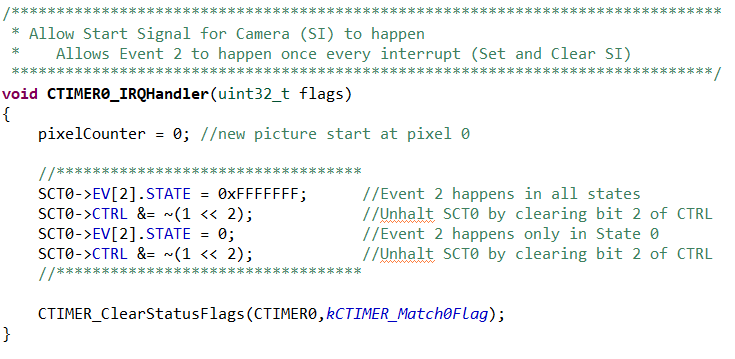 /*******************************************************************************
 * Allow Start Signal for Camera (SI) to happen
 *    Allows Event 2 to happen once every interrupt (Set and Clear SI)
 ******************************************************************************/
void CTIMER0_IRQHandler(uint32_t flags)
{
    pixelCounter = 0; //new picture start at pixel 0

    //**********************************
    SCT0->EV[2].STATE = 0xFFFFFFF;      //Event 2 happens in all states
    SCT0->CTRL &= ~(1 << 2);            //Unhalt SCT0 by clearing bit 2 of CTRL
    SCT0->EV[2].STATE = 0;              //Event 2 happens only in State 0
    SCT0->CTRL &= ~(1 << 2);            //Unhalt SCT0 by clearing bit 2 of CTRL
    //**********************************

    CTIMER_ClearStatusFlags(CTIMER0,kCTIMER_Match0Flag);
}